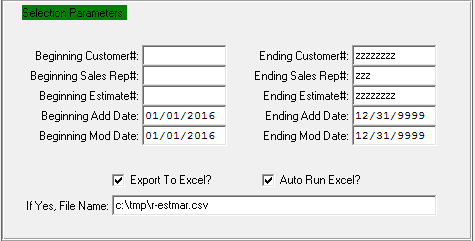 Selection Parameters
Beginning Customer#: Ending Customer#: zzzzzzzz
Beginning Sales Rep#: Ending Sales Rep#: zzz
Beginning Estimate#: Ending Estimate#: zzzzzzzz
Beginning Add Date: 01/01/2016 Ending Add Date: 12/31/9999
Beginning Mod Date: 01/01/2016 Ending Mod Date: 12/31/9999
Export To Excel? Auto Run Excel?
If Yes, File Name: c:\tmp\r-estmar.csv